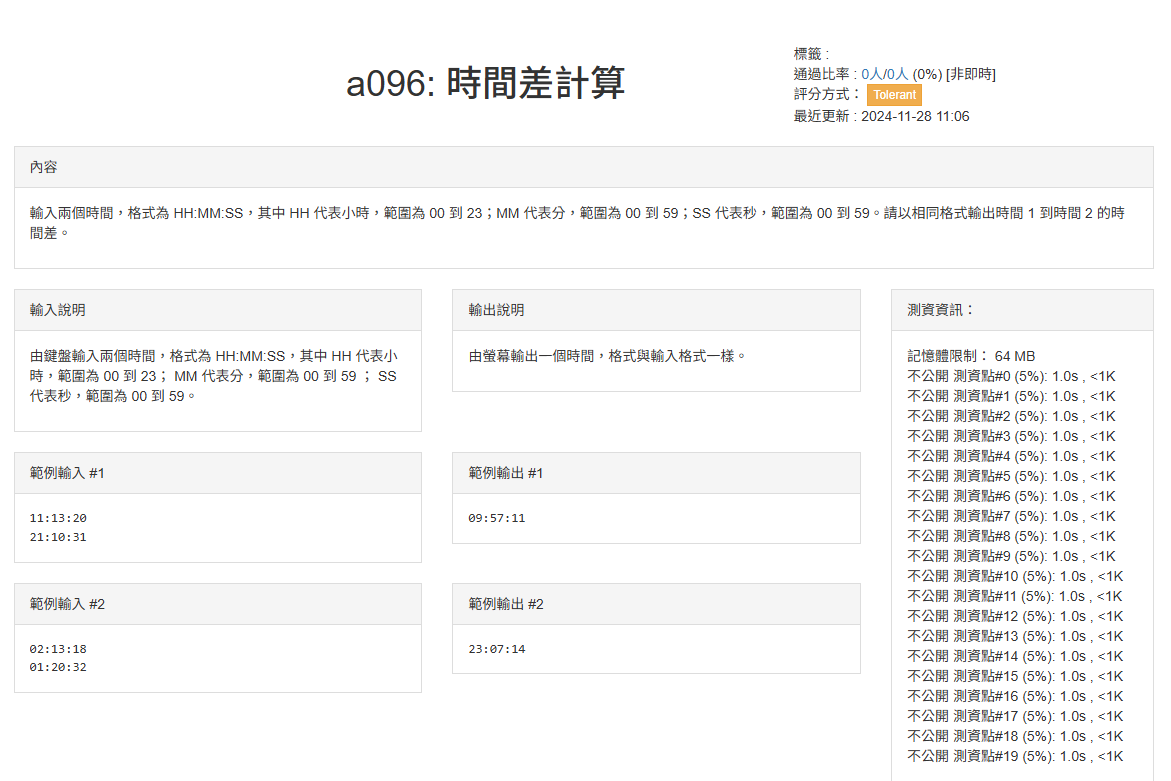 a096: 時間差計算
標籤 :
通過比率 : 0人/0人 (0%) [非即時]
評分方式： Tolerant
最近更新 : 2024-11-28 11:06
內容
輸入兩個時間，格式為 HH:MM:SS，其中 HH 代表小時，範圍為 00 到 23；MM 代表分，範圍為 00 到 59；SS 代表秒，範圍為 00 到 59。請以相同格式輸出時間 1 到時間 2 的時
間差。
輸入說明
由鍵盤輸入兩個時間，格式為 HH:MM:SS，其中 HH 代表小
時，範圍為 00 到 23； MM 代表分，範圍為 00 到 59 ； SS
代表秒，範圍為 00 到 59。
輸出說明
由螢幕輸出一個時間，格式與輸入格式一樣。
範例輸入 #1
11:13:20
21:10:31
範例輸出 #1
09:57:11
範例輸入 #2
02:13:18
01:20:32
範例輸出 #2
23:07:14
測資資訊：
記憶體限制： 64 MB
不公開 測資點#0 (5%): 1.0s , <1K
不公開 測資點#1 (5%): 1.0s , <1K
不公開 測資點#2 (5%): 1.0s , <1K
不公開 測資點#3 (5%): 1.0s , <1K
不公開 測資點#4 (5%): 1.0s , <1K
不公開 測資點#5 (5%): 1.0s , <1K
不公開 測資點#6 (5%): 1.0s , <1K
不公開 測資點#7 (5%): 1.0s , <1K
不公開 測資點#8 (5%): 1.0s , <1K
不公開 測資點#9 (5%): 1.0s , <1K
不公開 測資點#10 (5%): 1.0s , <1K
不公開 測資點#11 (5%): 1.0s , <1K
不公開 測資點#12 (5%): 1.0s , <1K
不公開 測資點#13 (5%): 1.0s , <1K
不公開 測資點#14 (5%): 1.0s , <1K
不公開 測資點#15 (5%): 1.0s , <1K
不公開 測資點#16 (5%): 1.0s , <1K
不公開 測資點#17 (5%): 1.0s , <1K
不公開 測資點#18 (5%): 1.0s , <1K
不公開 測資點#19 (5%): 1.0s , <1K